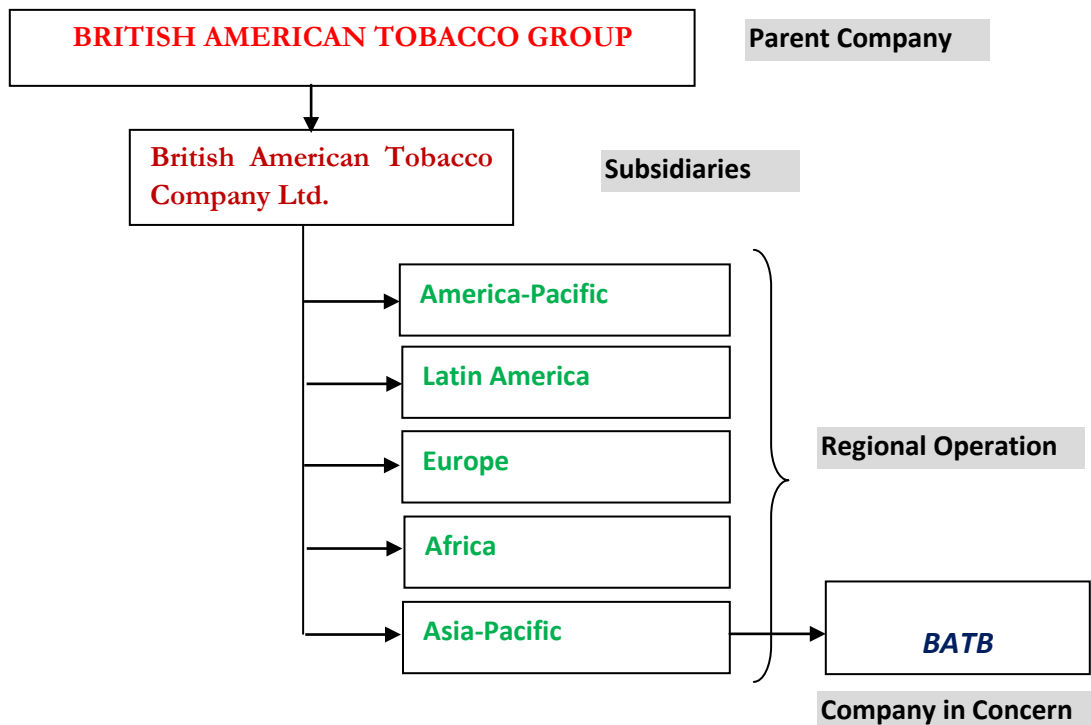 BRITISH AMERICAN TOBACCO GROUP
Parent Company
British American Tobacco
Company Ltd.
Subsidiaries
America-Pacific
Latin America
Europe
Regional Operation
Africa
Asia-Pacific
BATB
Company in Concern